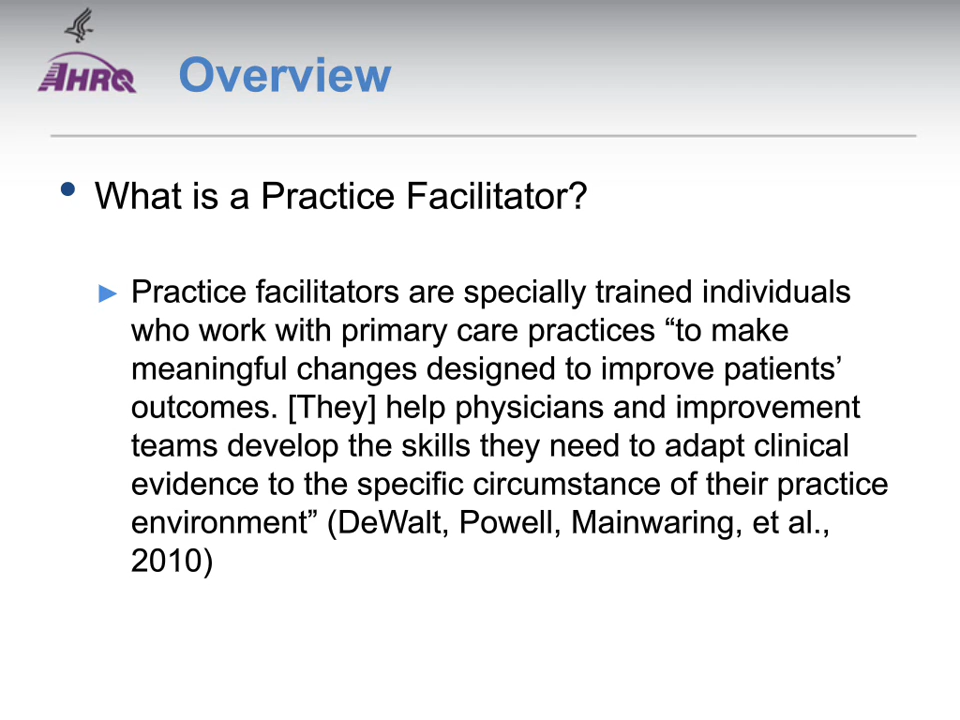 AHRQ
Overview
• What is a Practice Facilitator?
► Practice facilitators are specially trained individuals
who work with primary care practices “to make
meaningful changes designed to improve patients’
outcomes. [They] help physicians and improvement
teams develop the skills they need to adapt clinical
evidence to the specific circumstance of their practice
environment” (DeWalt, Powell, Mainwaring, et al.,
2010)